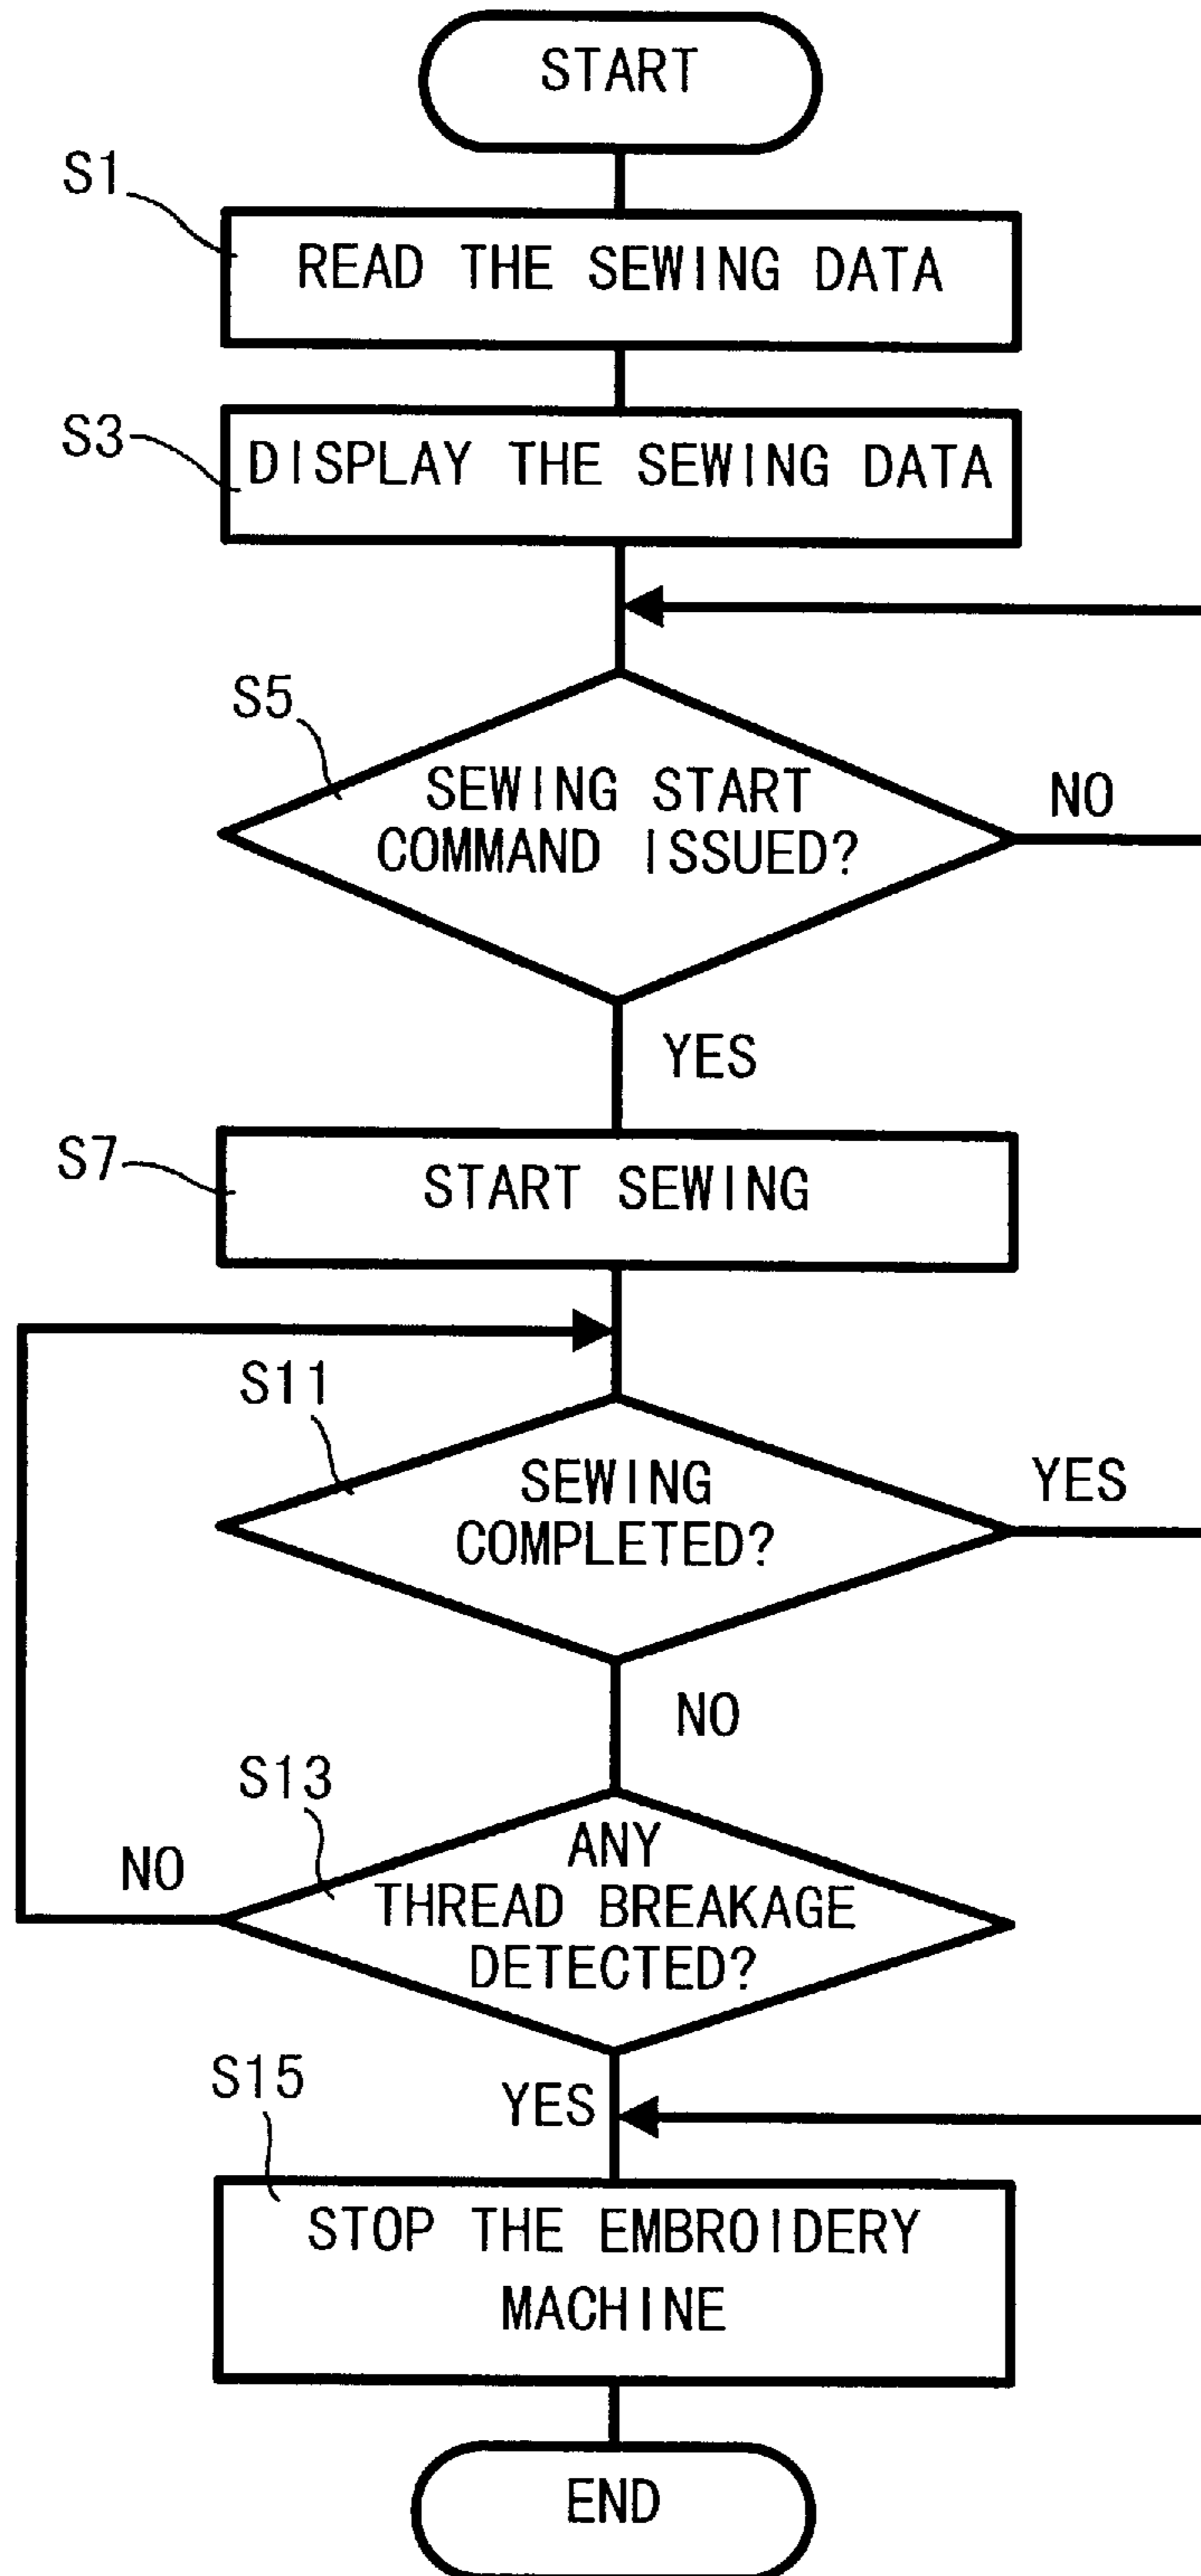 START
S1
READ THE SEWING DATA
S3
DISPLAY THE SEWING DATA
S5
SEWING START
COMMAND ISSUED?
NO
YES
S7
START SEWING
S11
SEWING
COMPLETED?
YES
NO
S13
ANY
THREAD BREAKAGE
DETECTED?
NO
YES
S15
STOP THE EMBROIDERY
MACHINE
END